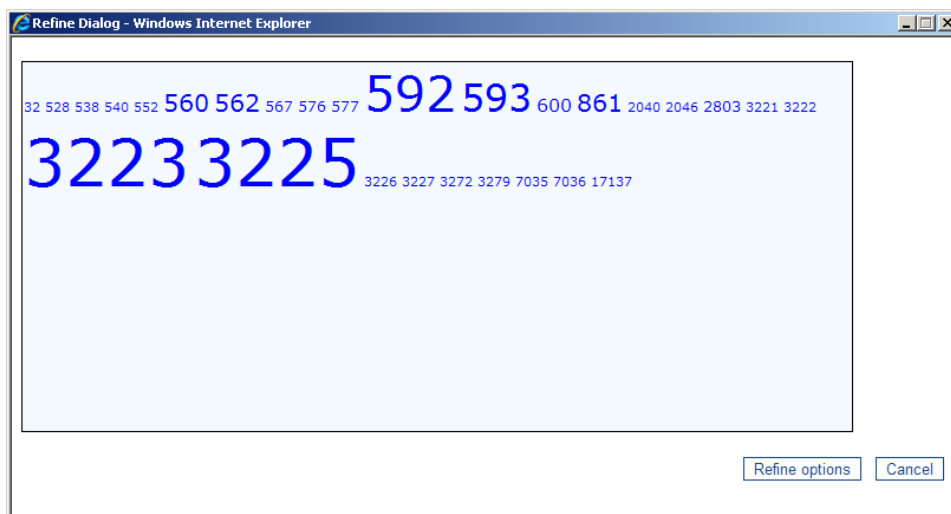 Refine Dialog - Windows Internet Explorer
32 528 538 540 552 560 562 567 576 577 592 593 600 861 2040 2046 2803 3221 3222
3223 3225 3226 3227 3272 3279 7035 7036 17137
Refine options Cancel